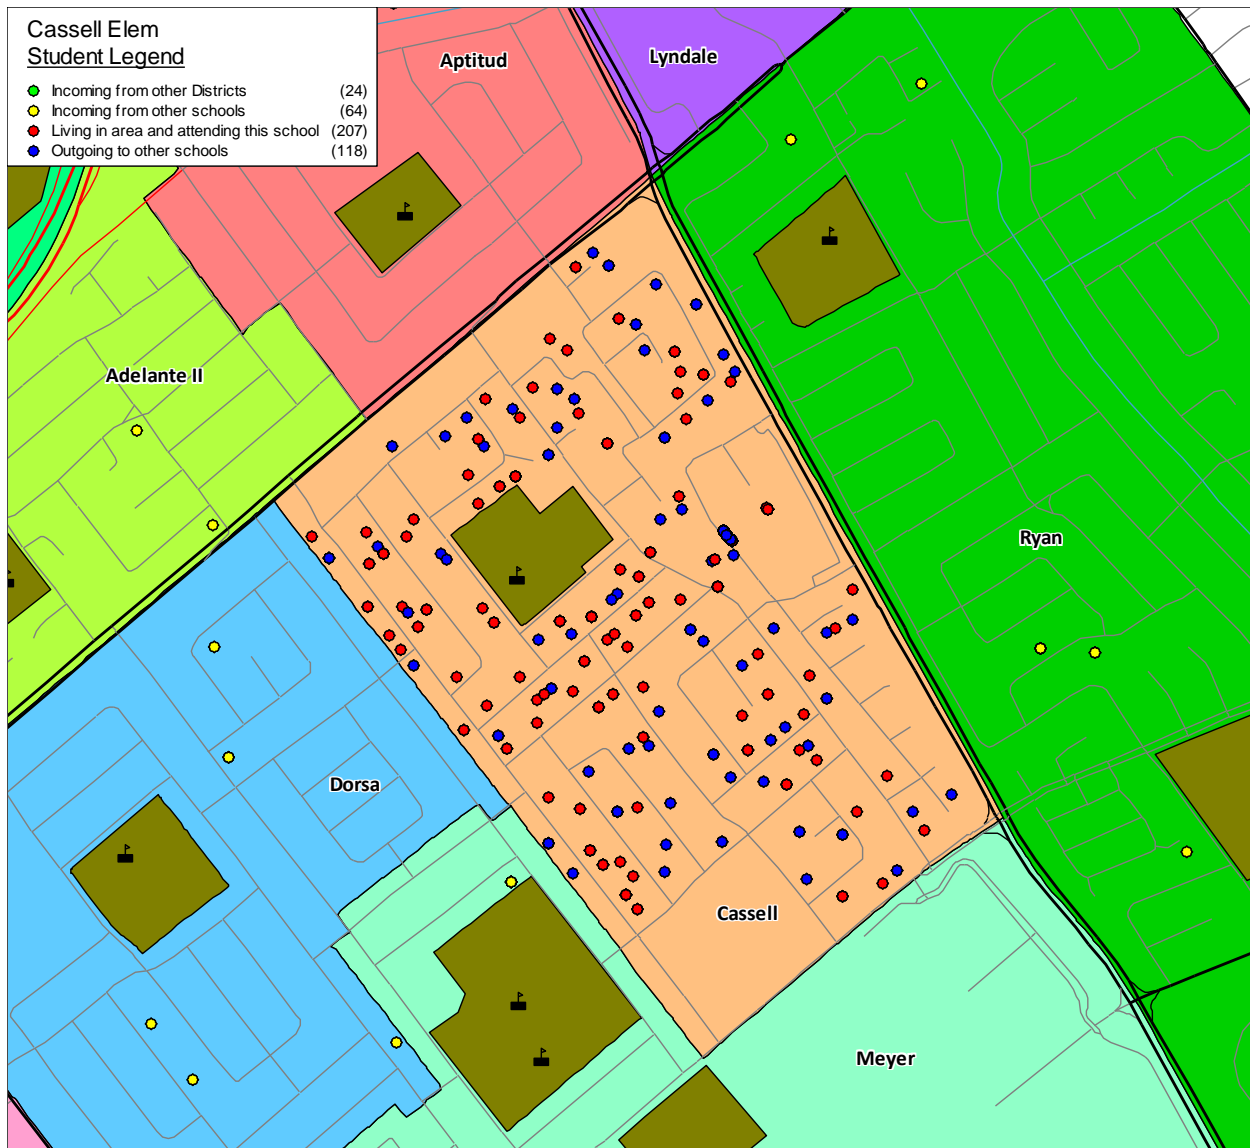 Cassell Elem
Student Legend
Incoming from other Districts (24)
Incoming from other schools (64)
Living in area and attending this school (207)
Outgoing to other schools (118)
Aptitud
Lyndale
Adelante II
Ryan
Dorsa
Cassell
Meyer